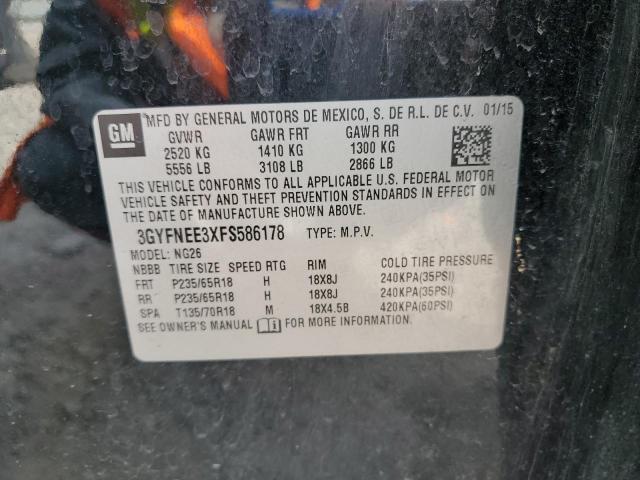 GM
MFD BY GENERAL MOTORS DE MEXICO, S. DE R.L. DE C.V. 01/15
GVWR GAWR FRT GAWR RR
2520 KG 1410 KG 1300 KG
5556 LB 3108 LB 2866 LB
THIS VEHICLE CONFORMS TO ALL APPLICABLE U.S. FEDERAL MOTOR
VEHICLE SAFETY AND THEFT PREVENTION STANDARDS IN EFFECT ON
THE DATE OF MANUFACTURE SHOWN ABOVE.
3GYFNEE3XFS586178 TYPE: M.P.V.
MODEL: NG26
NBBB TIRE SIZE SPEED RTG RIM COLD TIRE PRESSURE
FRT P235/65R18 H 18X8J 240KPA(35PSI)
RR P235/65R18 H 18X8J 240KPA(35PSI)
SPA T135/70R18 M 18X4.5B 420KPA(60PSI)
SEE OWNER'S MANUAL FOR MORE INFORMATION.